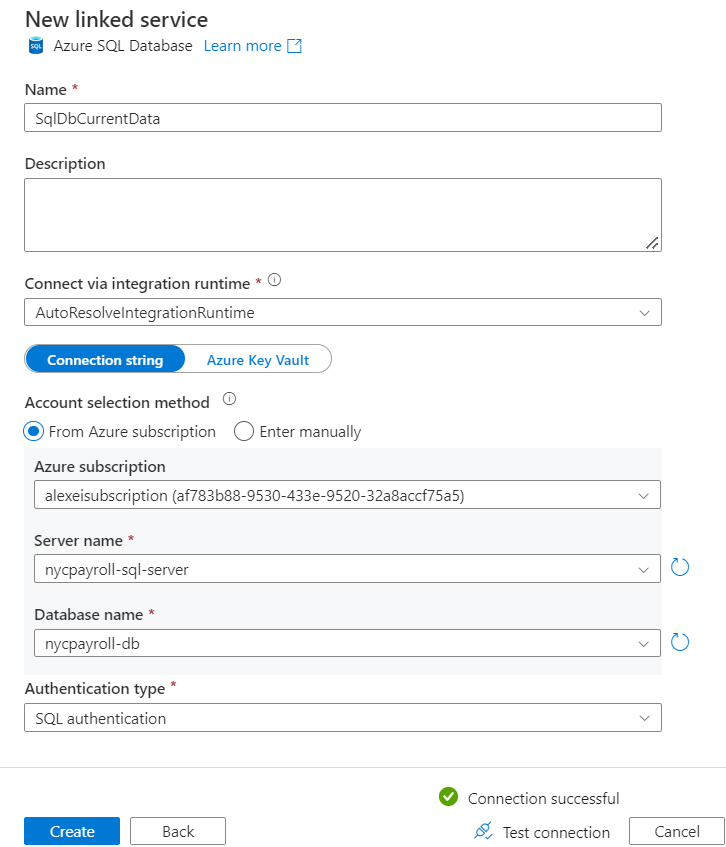 New linked service
SQL Azure SQL Database Learn more
Name *
SqlDbCurrentData
Description
Connect via integration runtime *
AutoResolveIntegrationRuntime
Connection string Azure Key Vault
Account selection method
From Azure subscription Enter manually
Azure subscription
alexeisubscription (af783b88-9530-433e-9520-32a8accf75a5)
Server name *
nycpayroll-sql-server
Database name *
nycpayroll-db
Authentication type *
SQL authentication
Connection successful
Create Back Test connection Cancel